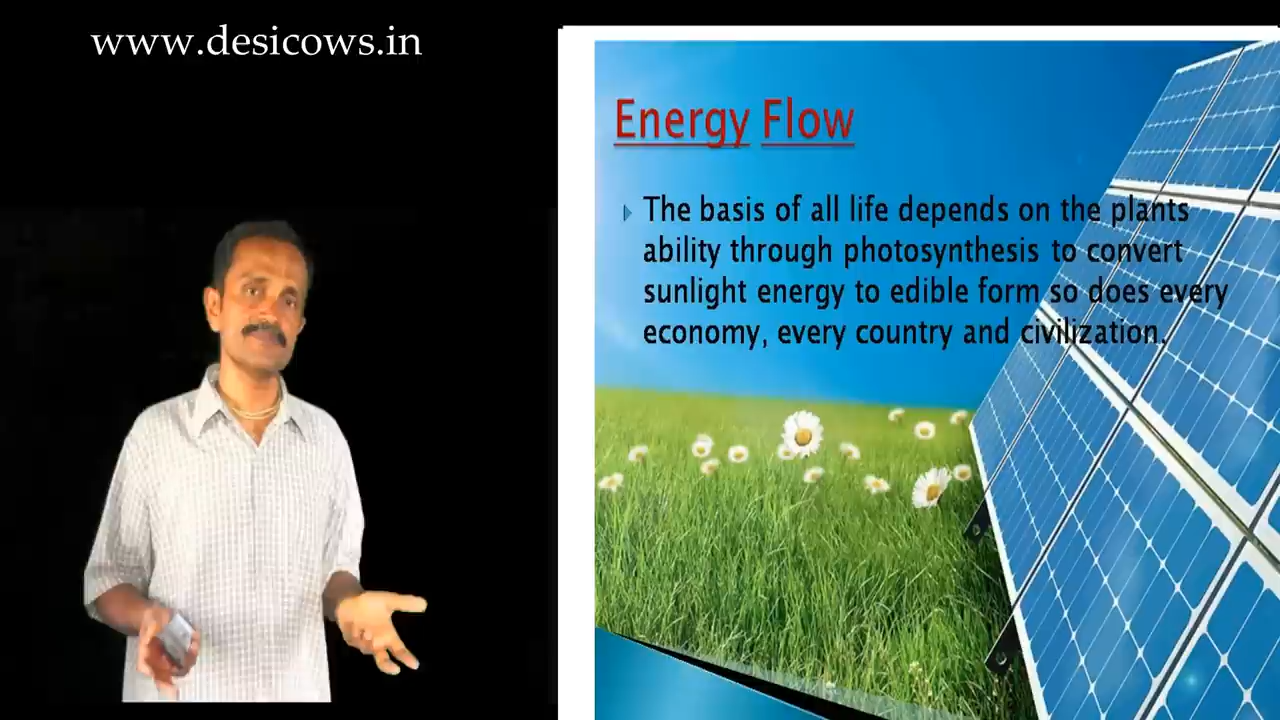 www.desicows.in
Energy Flow
The basis of all life depends on the plants
ability through photosynthesis to convert
sunlight energy to edible form so does every
economy, every country and civilization.